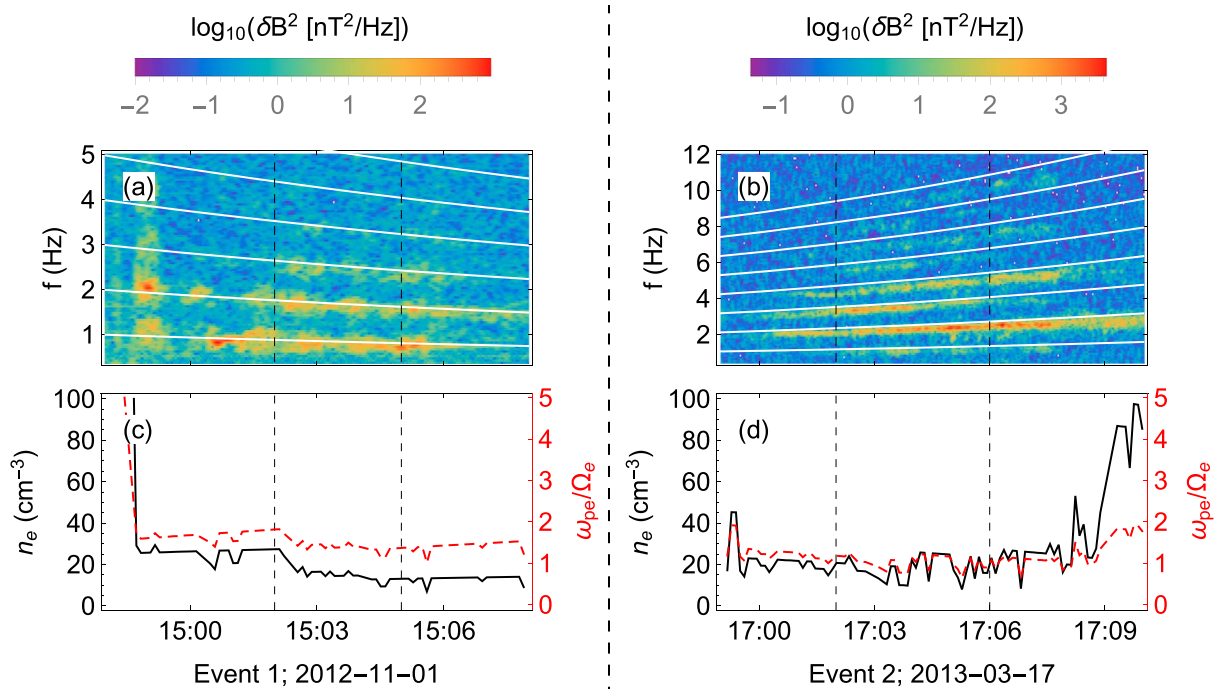 log₁₀(δB² [nT²/Hz])
−2 −1 0 1 2
log₁₀(δB² [nT²/Hz])
−1 0 1 2 3
(a)
f (Hz)
5
4
3
2
1
(b)
f (Hz)
12
10
8
6
4
2
(c)
nₑ (cm⁻³)
100
80
60
40
20
0
5
4
3
2
1
0
ωₚₑ/Ωₑ
15:00 15:03 15:06
Event 1; 2012−11−01
(d)
nₑ (cm⁻³)
100
80
60
40
20
0
5
4
3
2
1
0
ωₚₑ/Ωₑ
17:00 17:03 17:06 17:09
Event 2; 2013−03−17